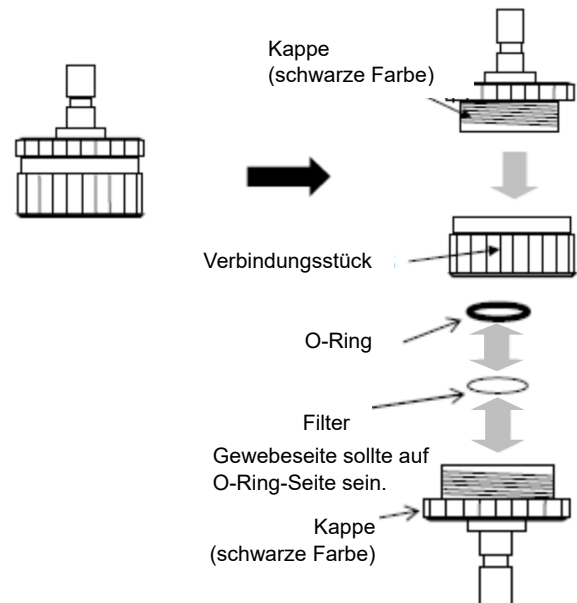 Kappe
(schwarze Farbe)
Verbindungsstück
O-Ring
Filter
Gewebeseite sollte auf
O-Ring-Seite sein.
Kappe
(schwarze Farbe)